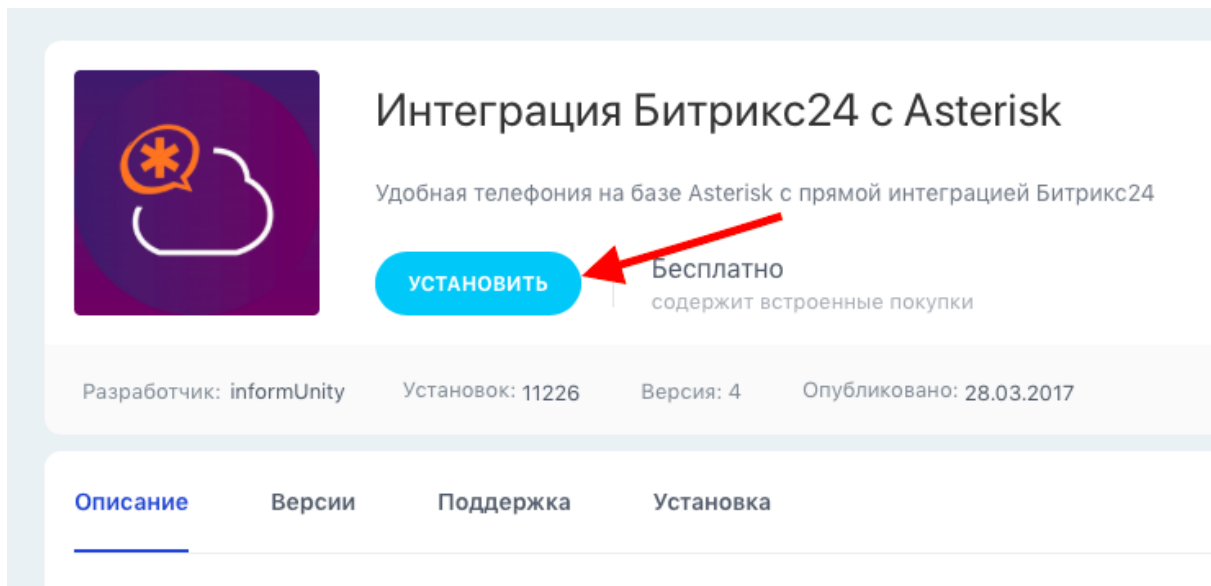 Интеграция Битрикс24 с Asterisk
Удобная телефония на базе Asterisk с прямой интеграцией Битрикс24
УСТАНОВИТЬ
Бесплатно
содержит встроенные покупки
Разработчик: informUnity Установок: 11226 Версия: 4 Опубликовано: 28.03.2017
Описание Версии Поддержка Установка